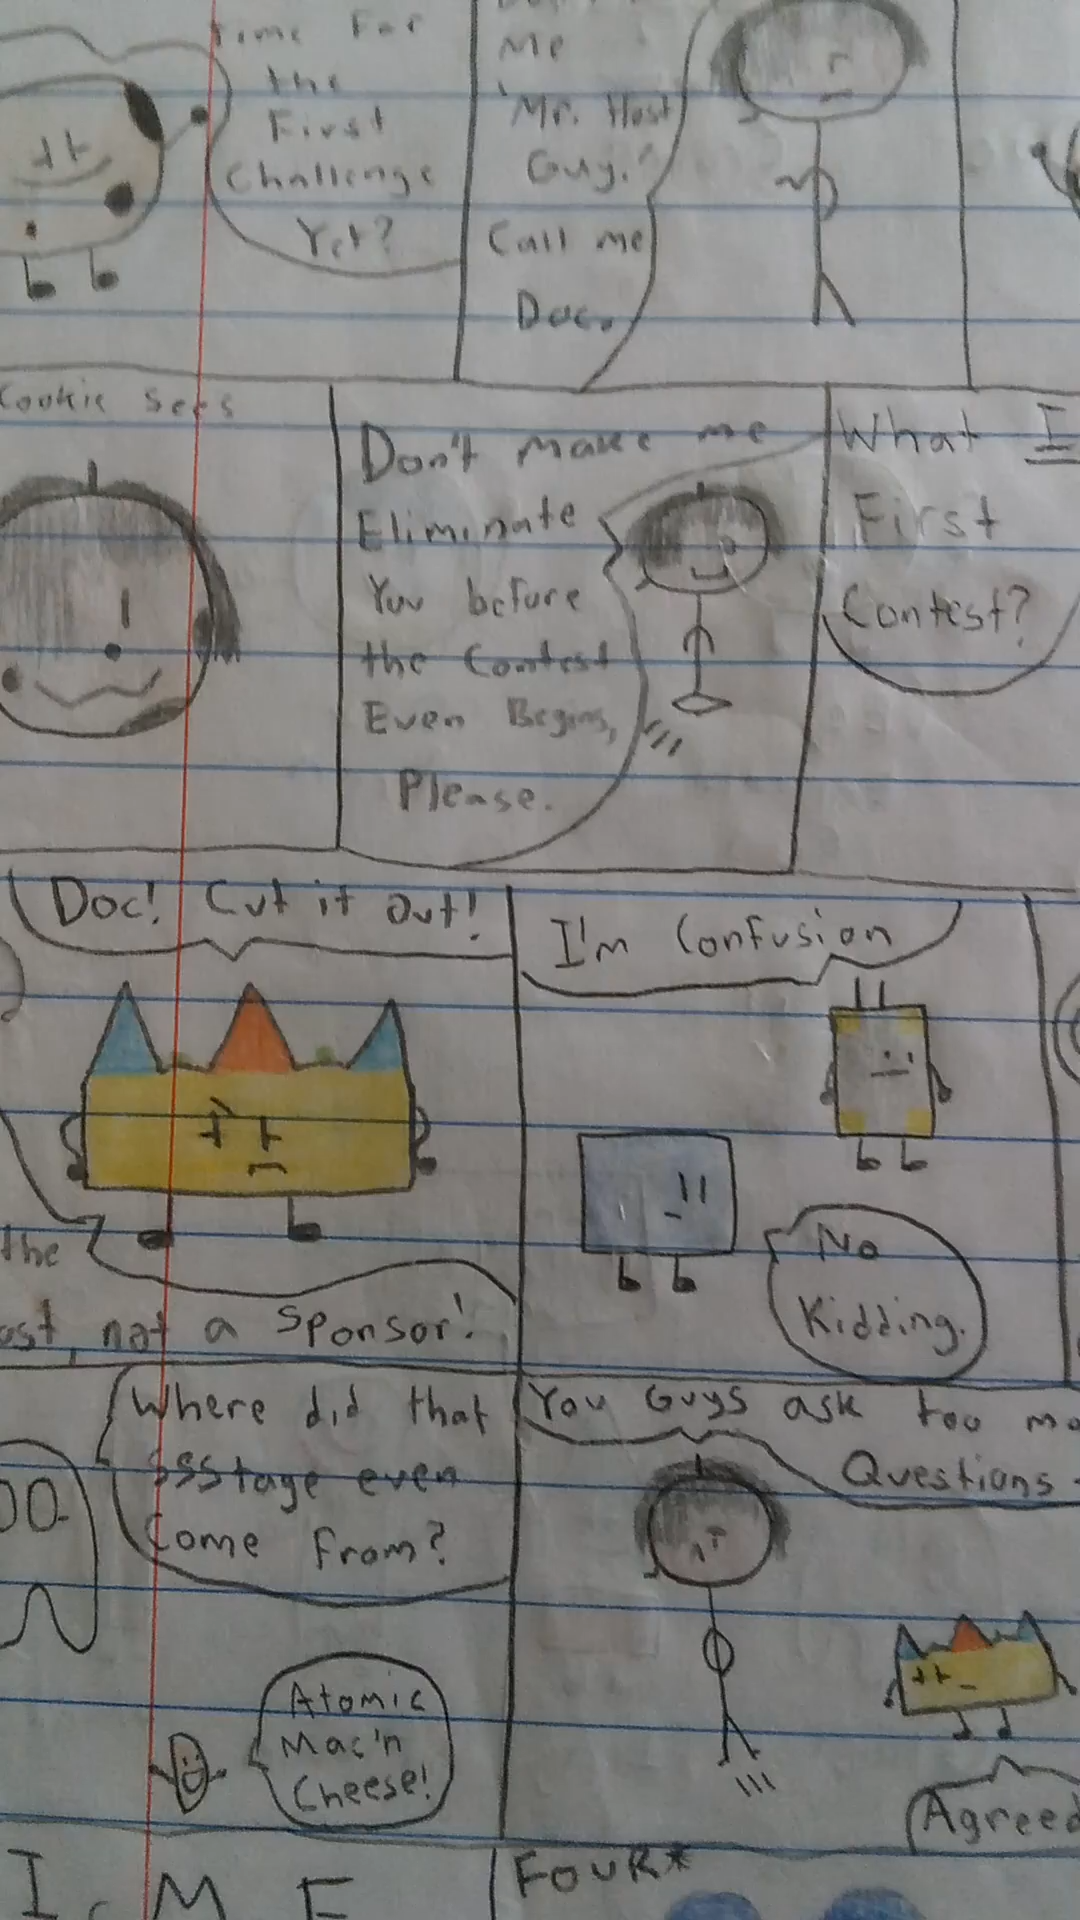 Time For
the
First
Challenge
Yet?
Me
'Mr. Host
Guy.'
Call me
Doc.
Cookie sees
Don't make me
Eliminate
You before
the Contest
Even Begins,
Please.
What I
First
Contest?
Doc! Cut it out!
the
not a Sponsor!
I'm Confusion
No
Kidding.
Where did that
sssstage even
Come From?
Atomic
Mac'n
Cheese!
You Guys ask too
Questions
Agreed
I. M E
FOUR*